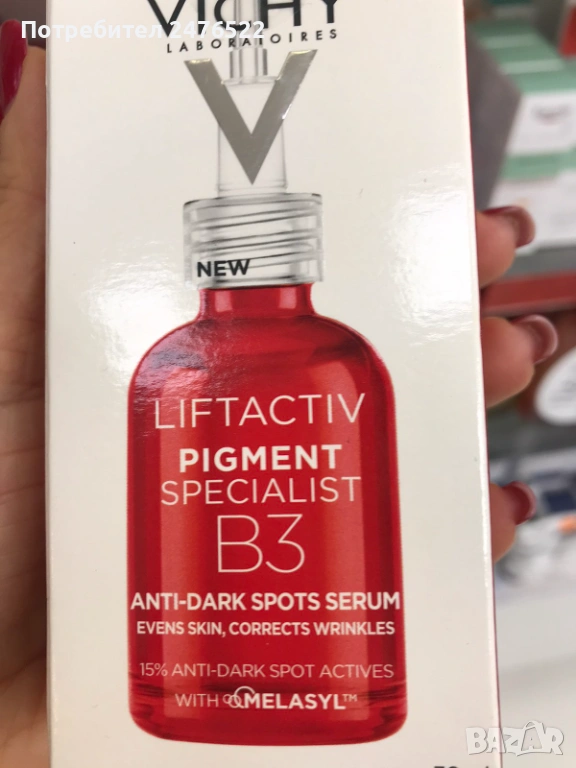 Потребител 2476522
VICHY
LABORATOIRES
NEW
LIFTACTIV
PIGMENT
SPECIALIST
B3
ANTI-DARK SPOTS SERUM
EVENS SKIN, CORRECTS WRINKLES
15% ANTI-DARK SPOT ACTIVES
WITH MELASYL™
BAZAR